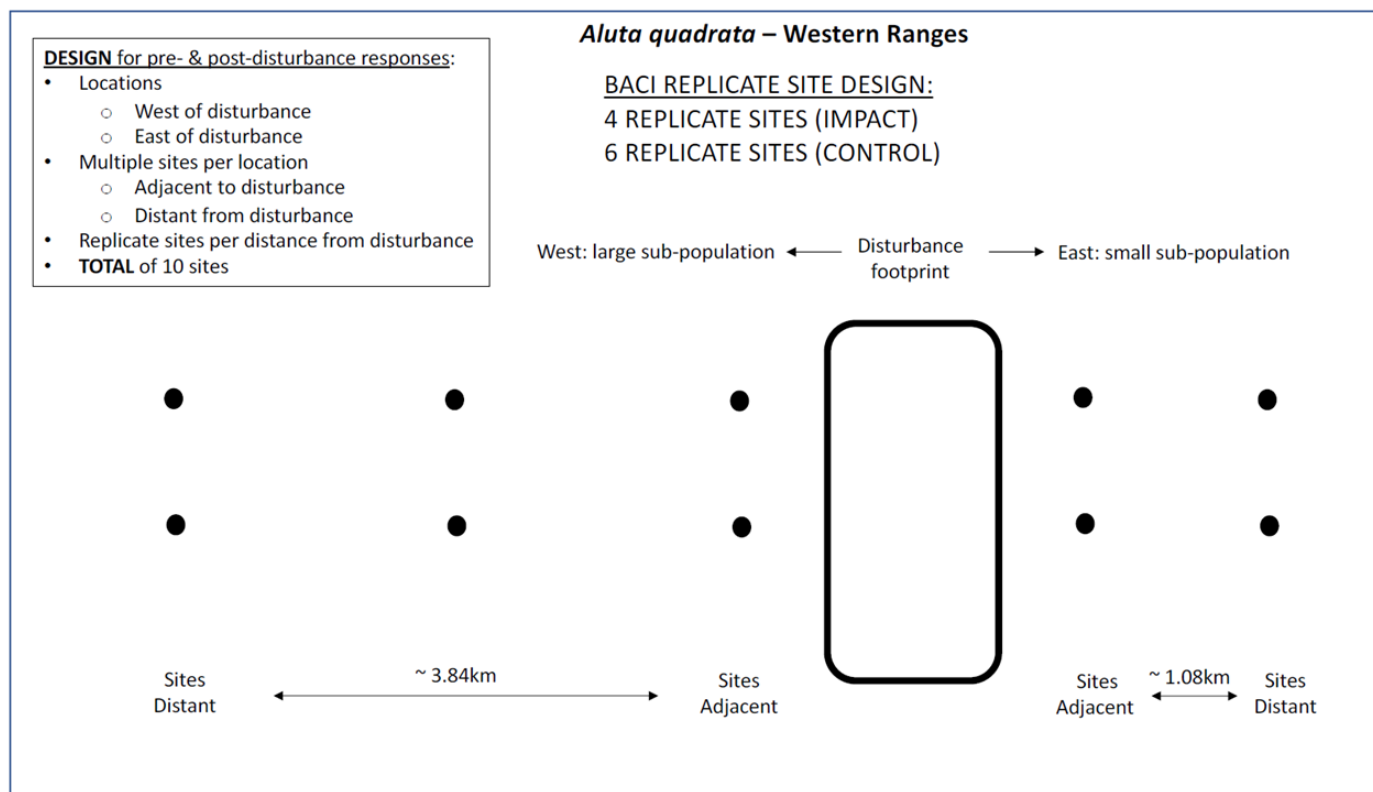 Aluta quadrata – Western Ranges
DESIGN for pre- & post-disturbance responses:
• Locations
○ West of disturbance
○ East of disturbance
• Multiple sites per location
○ Adjacent to disturbance
○ Distant from disturbance
• Replicate sites per distance from disturbance
• TOTAL of 10 sites
BACI REPLICATE SITE DESIGN:
4 REPLICATE SITES (IMPACT)
6 REPLICATE SITES (CONTROL)
West: large sub-population
Disturbance
footprint
East: small sub-population
Sites
Distant
~ 3.84km
Sites
Adjacent
Sites
Adjacent
~ 1.08km
Sites
Distant